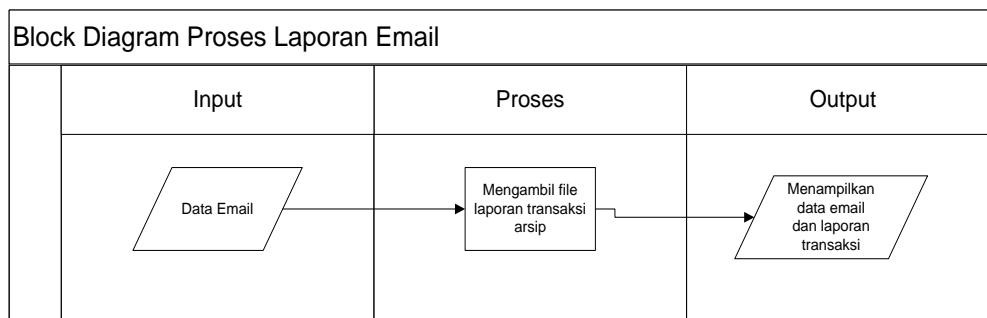 Block Diagram Proses Laporan Email
Input
Proses
Output
Data Email
Mengambil file
laporan transaksi
arsip
Menampilkan
data email
dan laporan
transaksi